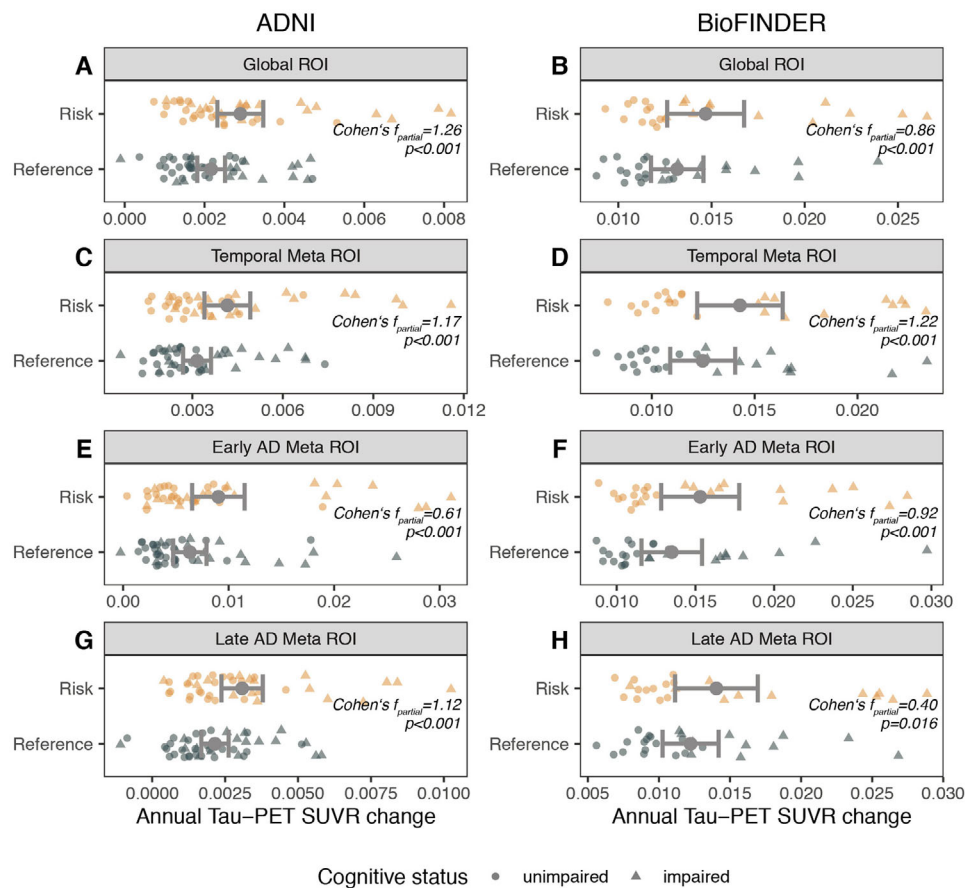 ADNI
BioFINDER
A
Global ROI
Risk
Reference
Cohen's f partial=1.26
p<0.001
0.000 0.002 0.004 0.006 0.008
B
Global ROI
Risk
Reference
Cohen's f partial=0.86
p<0.001
0.010 0.015 0.020 0.025
C
Temporal Meta ROI
Risk
Reference
Cohen's f partial=1.17
p<0.001
0.003 0.006 0.009 0.012
D
Temporal Meta ROI
Risk
Reference
Cohen's f partial=1.22
p<0.001
0.010 0.015 0.020
E
Early AD Meta ROI
Risk
Reference
Cohen's f partial=0.61
p<0.001
0.00 0.01 0.02 0.03
F
Early AD Meta ROI
Risk
Reference
Cohen's f partial=0.92
p<0.001
0.010 0.015 0.020 0.025 0.030
G
Late AD Meta ROI
Risk
Reference
Cohen's f partial=1.12
p<0.001
0.0000 0.0025 0.0050 0.0075 0.0100
Annual Tau−PET SUVR change
H
Late AD Meta ROI
Risk
Reference
Cohen's f partial=0.40
p=0.016
0.005 0.010 0.015 0.020 0.025 0.030
Annual Tau−PET SUVR change
Cognitive status unimpaired impaired